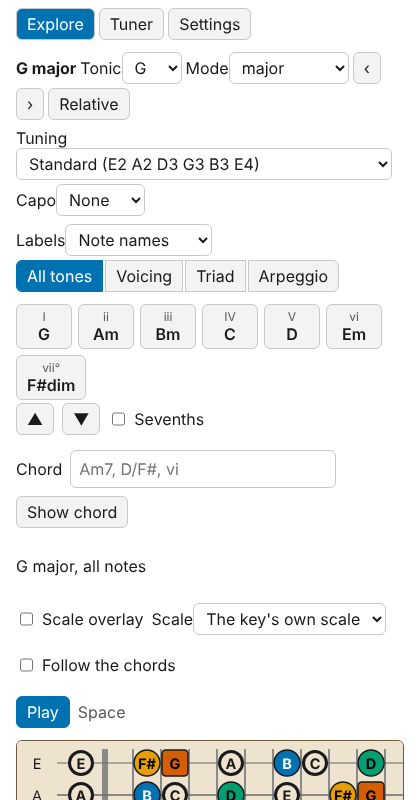 Explore Tuner Settings
G major Tonic G Mode major ‹
› Relative
Tuning
Standard (E2 A2 D3 G3 B3 E4)
Capo None
Labels Note names
All tones Voicing Triad Arpeggio
I ii iii IV V vi
G Am Bm C D Em
vii°
F#dim
▲ ▼ Sevenths
Chord Am7, D/F#, vi
Show chord
G major, all notes
Scale overlay Scale The key's own scale
Follow the chords
Play Space
E E F# G A B C D
A A B C D E F# G